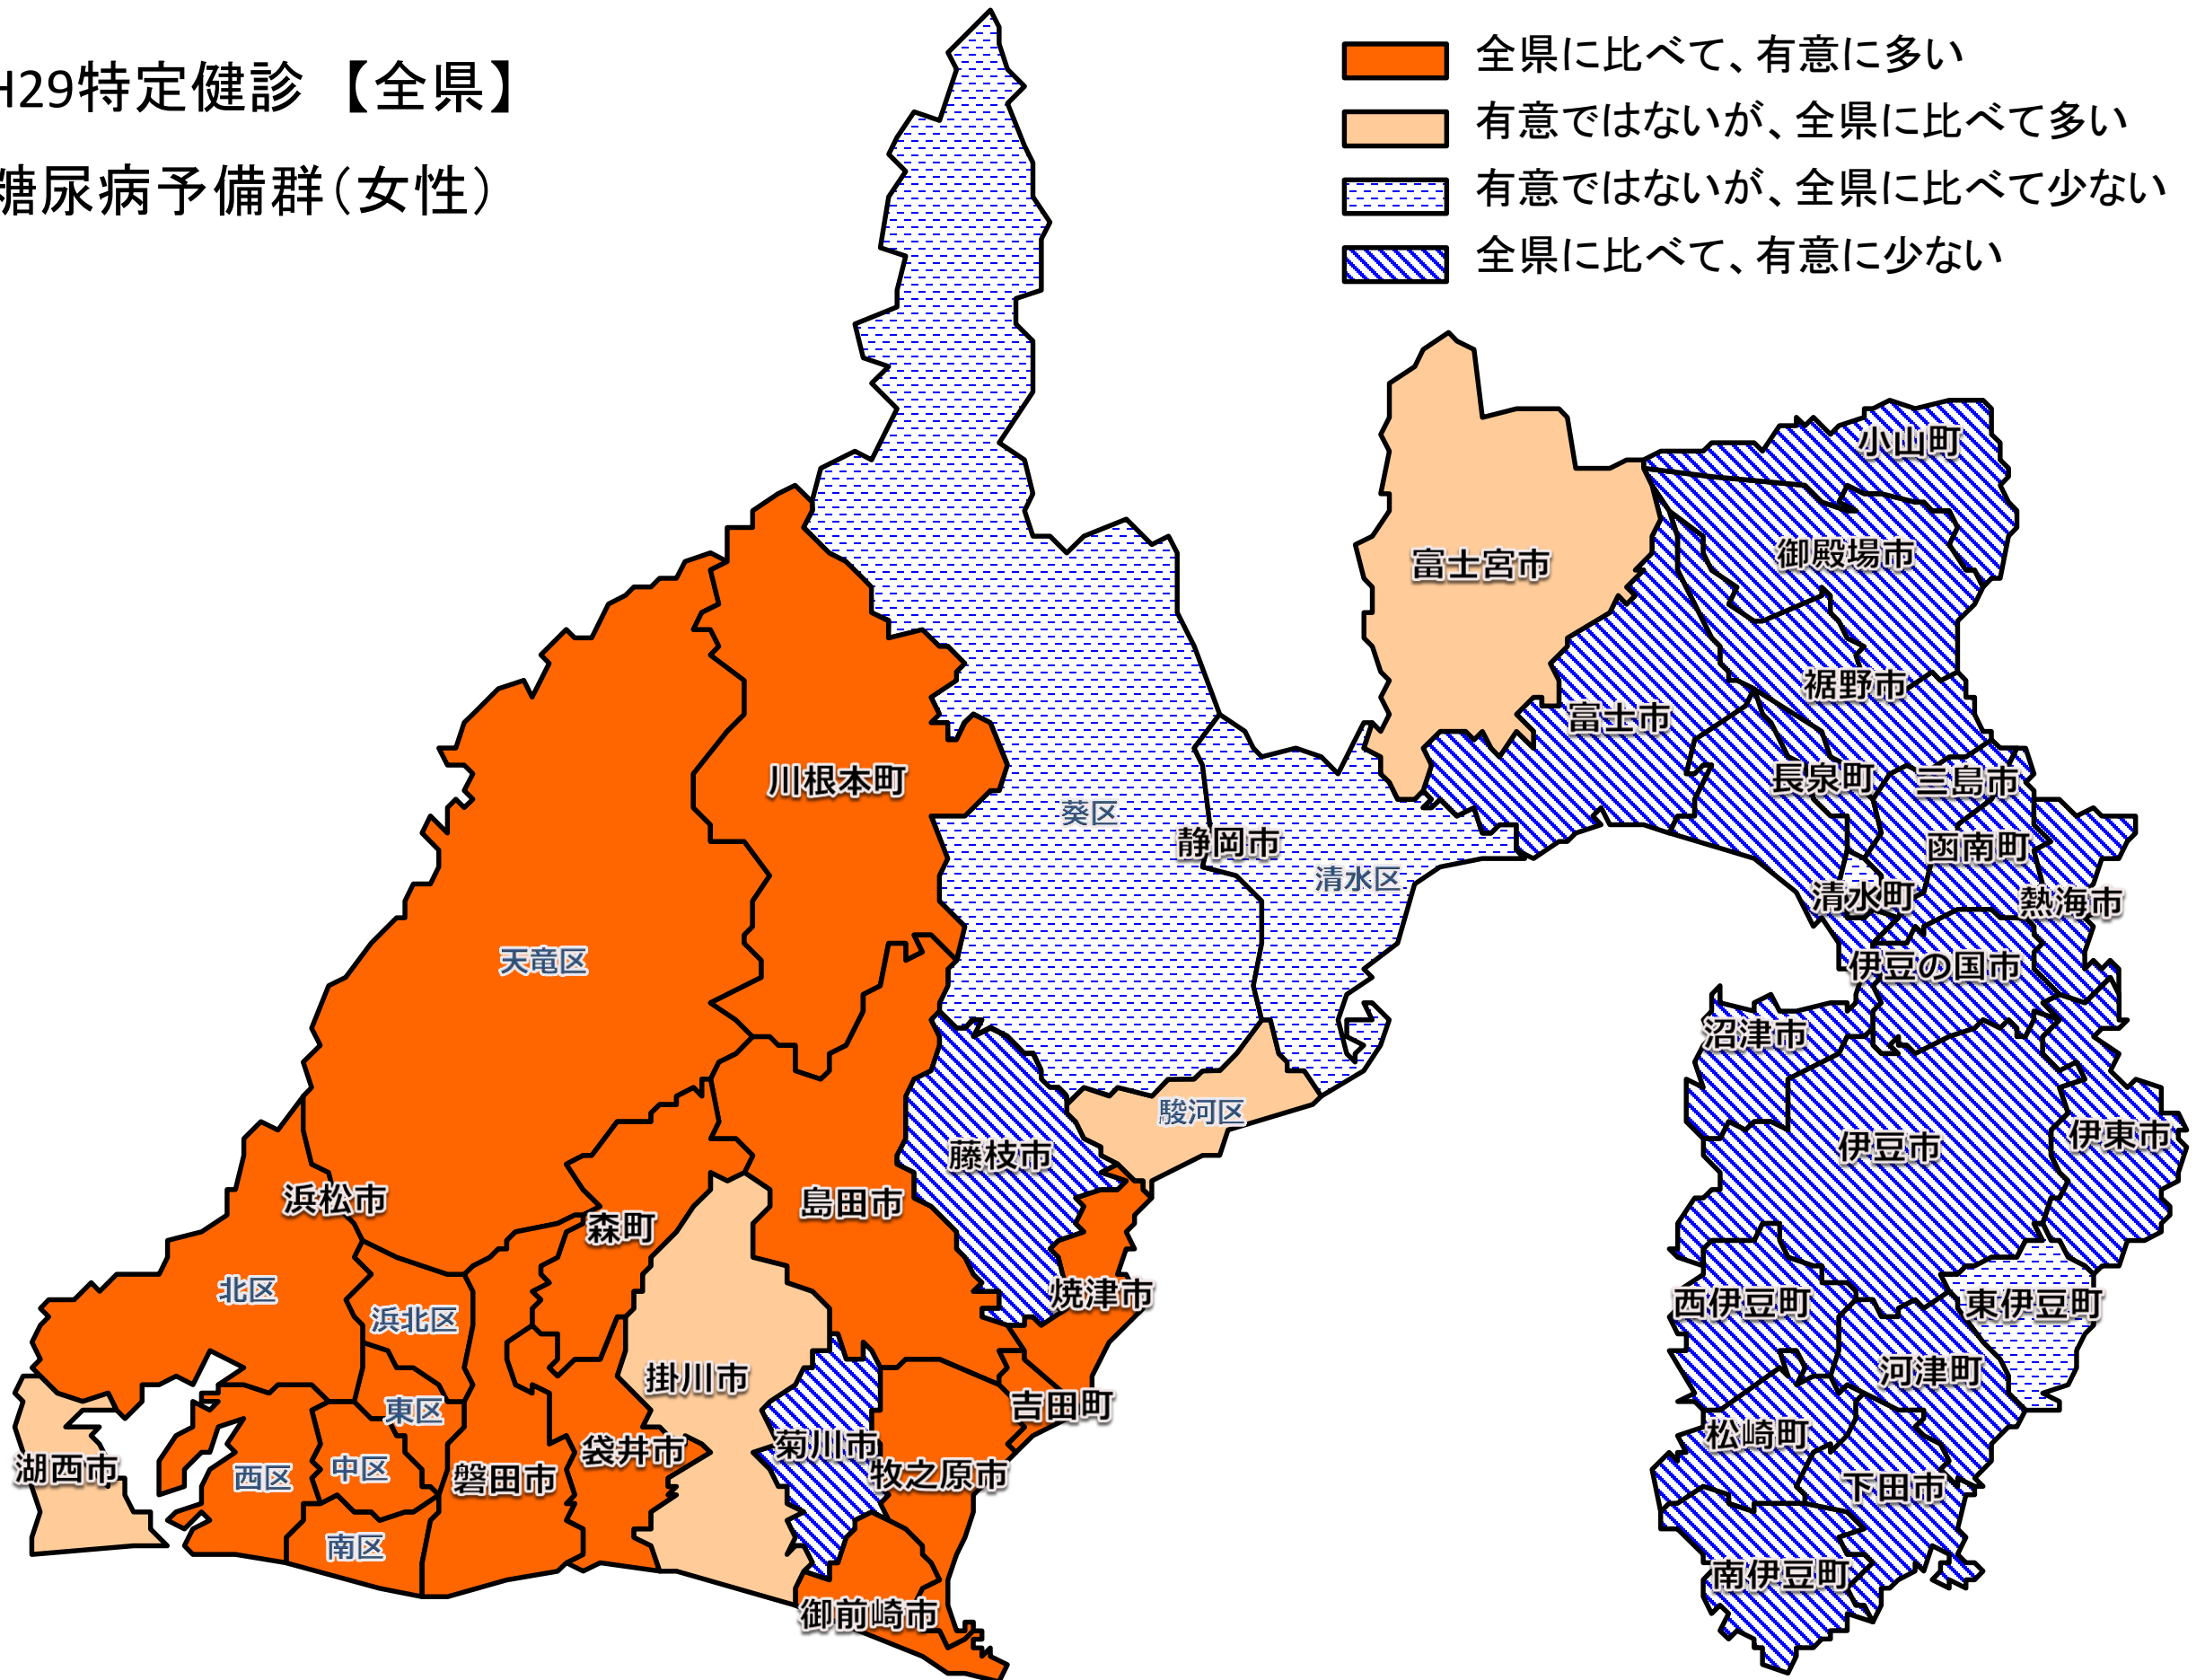 H29特定健診【全県】
糖尿病予備群(女性)
全県に比べて、有意に多い
有意ではないが、全県に比べて多い
有意ではないが、全県に比べて少ない
全県に比べて、有意に少ない
小山町
御殿場市
富士宮市
裾野市
富士市
長泉町
三島市
川根本町
葵区
静岡市
函南町
清水区
清水町
熱海市
天竜区
伊豆の国市
沼津市
駿河区
伊東市
伊豆市
藤枝市
浜松市
島田市
森町
北区
焼津市
西伊豆町
東伊豆町
浜北区
掛川市
河津町
東区
吉田町
松崎町
菊川市
袋井市
湖西市
西区
中区
磐田市
牧之原市
下田市
南区
南伊豆町
御前崎市